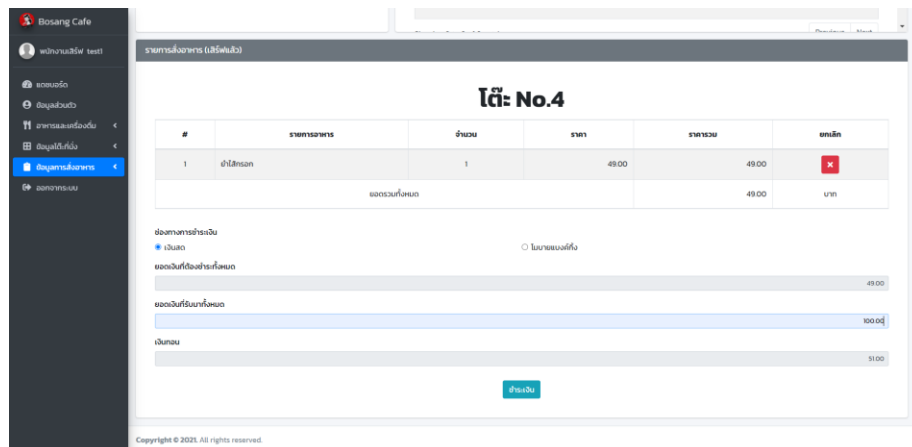 Bosang Cafe
พนักงานเสิร์ฟ test1
แดชบอร์ด
ข้อมูลส่วนตัว
อาหารและเครื่องดื่ม
ข้อมูลโต๊ะที่นั่ง
ข้อมูลการสั่งอาหาร
ออกจากระบบ
Previous Next
รายการสั่งอาหาร (เสิร์ฟแล้ว)
โต๊ะ No.4
# รายการอาหาร จำนวน ราคา ราคารวม ยกเลิก
1 ยำไส้กรอก 1 49.00 49.00
ยอดรวมทั้งหมด 49.00 บาท
ช่องทางการชำระเงิน
เงินสด โมบายแบงค์กิ้ง
ยอดเงินที่ต้องชำระทั้งหมด
49.00
ยอดเงินที่รับมาทั้งหมด
100.00
เงินทอน
51.00
ชำระเงิน
Copyright © 2021. All rights reserved.